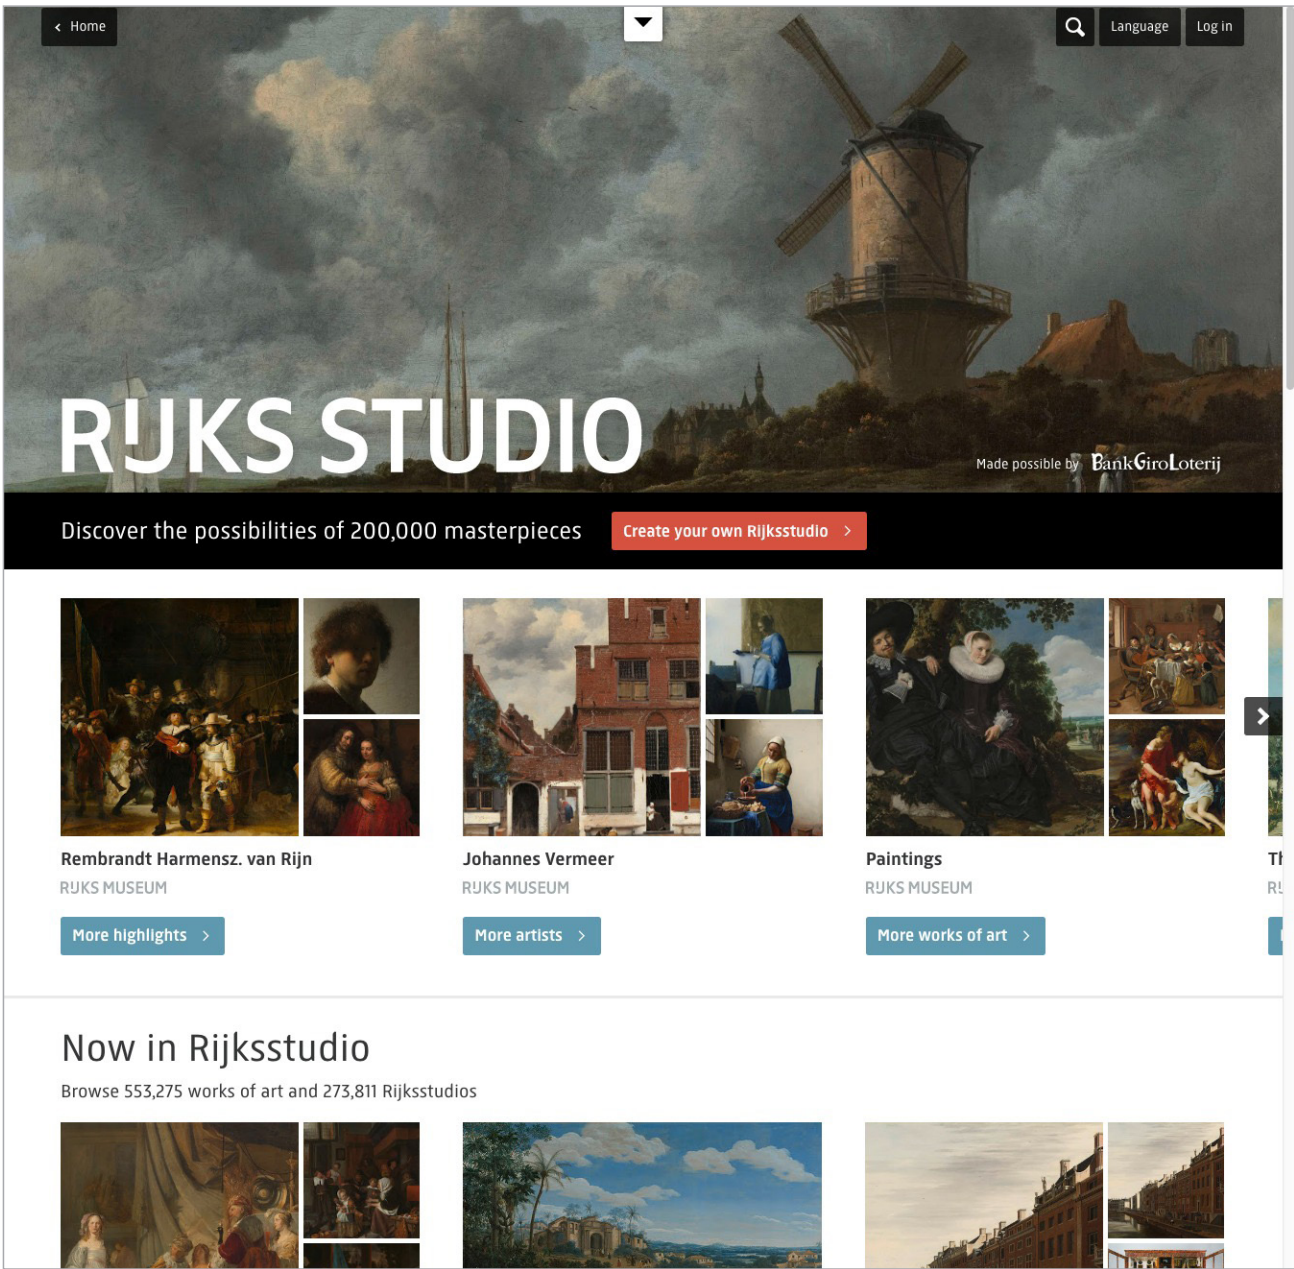 Home
Language
Log in
RIJKS STUDIO
Made possible by BankGiroLoterij
Discover the possibilities of 200,000 masterpieces
Create your own Rijksstudio
Rembrandt Harmensz. van Rijn
RIJKS MUSEUM
More highlights
Johannes Vermeer
RIJKS MUSEUM
More artists
Paintings
RIJKS MUSEUM
More works of art
Now in Rijksstudio
Browse 553,275 works of art and 273,811 Rijksstudios